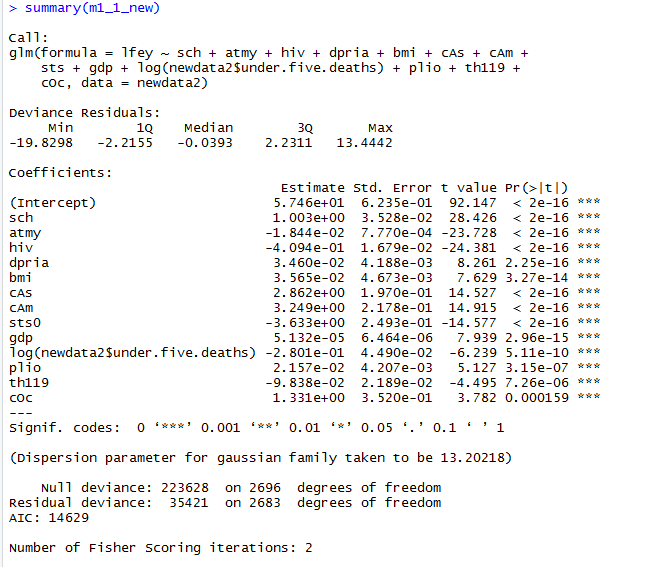 > summary(m1_1_new)
Call:
glm(formula = lfey ~ sch + atmy + hiv + dpria + bmi + cAs + cAm +
    sts + gdp + log(newdata2$under.five.deaths) + plio + th119 +
    cOc, data = newdata2)
Deviance Residuals:
     Min       1Q   Median       3Q      Max
-19.8298  -2.2155  -0.0393   2.2311  13.4442
Coefficients:
                                  Estimate Std. Error t value Pr(>|t|)
(Intercept)                      5.746e+01  6.235e-01  92.147  < 2e-16 ***
sch                              1.003e+00  3.528e-02  28.426  < 2e-16 ***
atmy                            -1.844e-02  7.770e-04 -23.728  < 2e-16 ***
hiv                             -4.094e-01  1.679e-02 -24.381  < 2e-16 ***
dpria                            3.460e-02  4.188e-03   8.261 2.25e-16 ***
bmi                              3.565e-02  4.673e-03   7.629 3.27e-14 ***
cAs                              2.862e+00  1.970e-01  14.527  < 2e-16 ***
cAm                              3.249e+00  2.178e-01  14.915  < 2e-16 ***
sts0                            -3.633e+00  2.493e-01 -14.577  < 2e-16 ***
gdp                              5.132e-05  6.464e-06   7.939 2.96e-15 ***
log(newdata2$under.five.deaths) -2.801e-01  4.490e-02  -6.239 5.11e-10 ***
plio                             2.157e-02  4.207e-03   5.127 3.15e-07 ***
th119                           -9.838e-02  2.189e-02  -4.495 7.26e-06 ***
cOc                              1.331e+00  3.520e-01   3.782 0.000159 ***
---
Signif. codes:  0 ‘***’ 0.001 ‘**’ 0.01 ‘*’ 0.05 ‘.’ 0.1 ‘ ’ 1
(Dispersion parameter for gaussian family taken to be 13.20218)
    Null deviance: 223628  on 2696  degrees of freedom
Residual deviance:  35421  on 2683  degrees of freedom
AIC: 14629
Number of Fisher Scoring iterations: 2